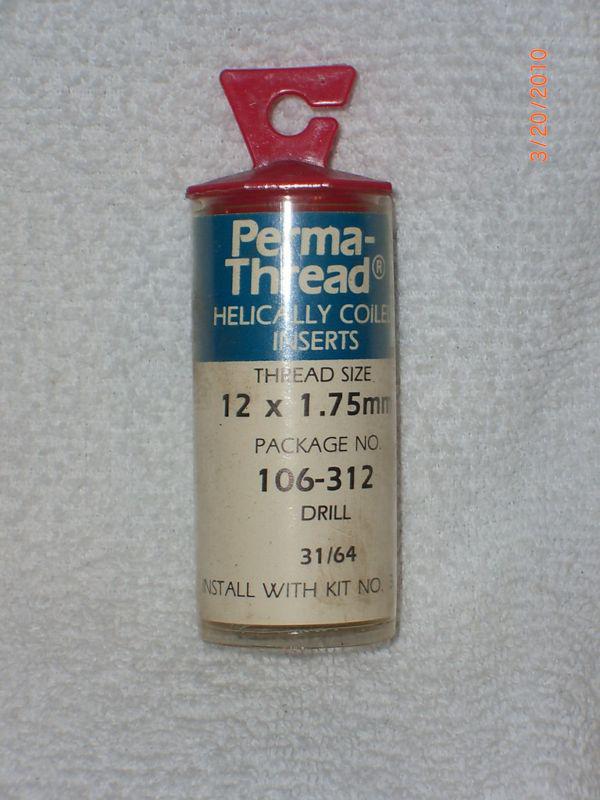 Perma-
Thread®
HELICALLY COILE
INSERTS
THREAD SIZE
12 x 1.75mm
PACKAGE NO.
106-312
DRILL
31/64
INSTALL WITH KIT NO.
3/20/2010